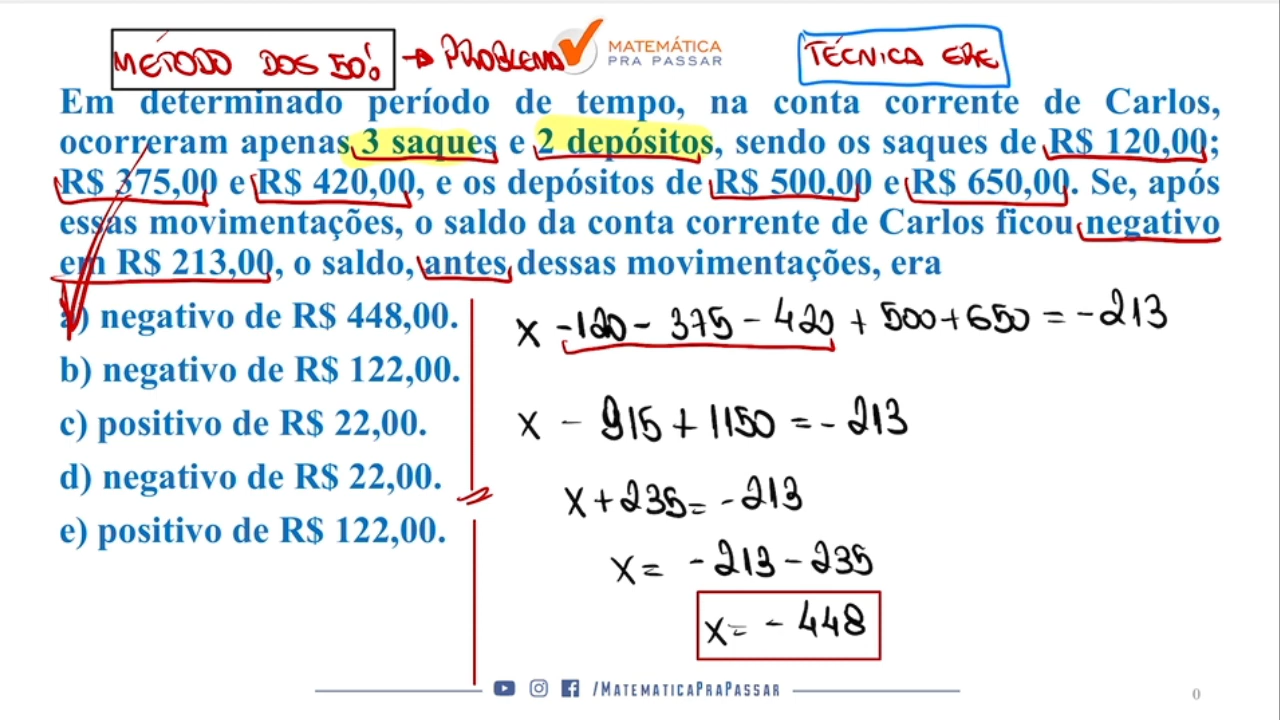 MÉTODO DOS 50% → PROBLEMA
MATEMÁTICA
PRA PASSAR
TÉCNICA
Em determinado período de tempo, na conta corrente de Carlos,
ocorreram apenas 3 saques e 2 depósitos, sendo os saques de R$ 120,00;
R$ 375,00 e R$ 420,00, e os depósitos de R$ 500,00 e R$ 650,00. Se, após
essas movimentações, o saldo da conta corrente de Carlos ficou negativo
em R$ 213,00, o saldo, antes dessas movimentações, era
a) negativo de R$ 448,00.
b) negativo de R$ 122,00.
c) positivo de R$ 22,00.
d) negativo de R$ 22,00.
e) positivo de R$ 122,00.
x - 120 - 375 - 420 + 500 + 650 = - 213
x - 915 + 1150 = - 213
x + 235 = - 213
x = - 213 - 235
x = - 448
/MatematicaPraPassar
0